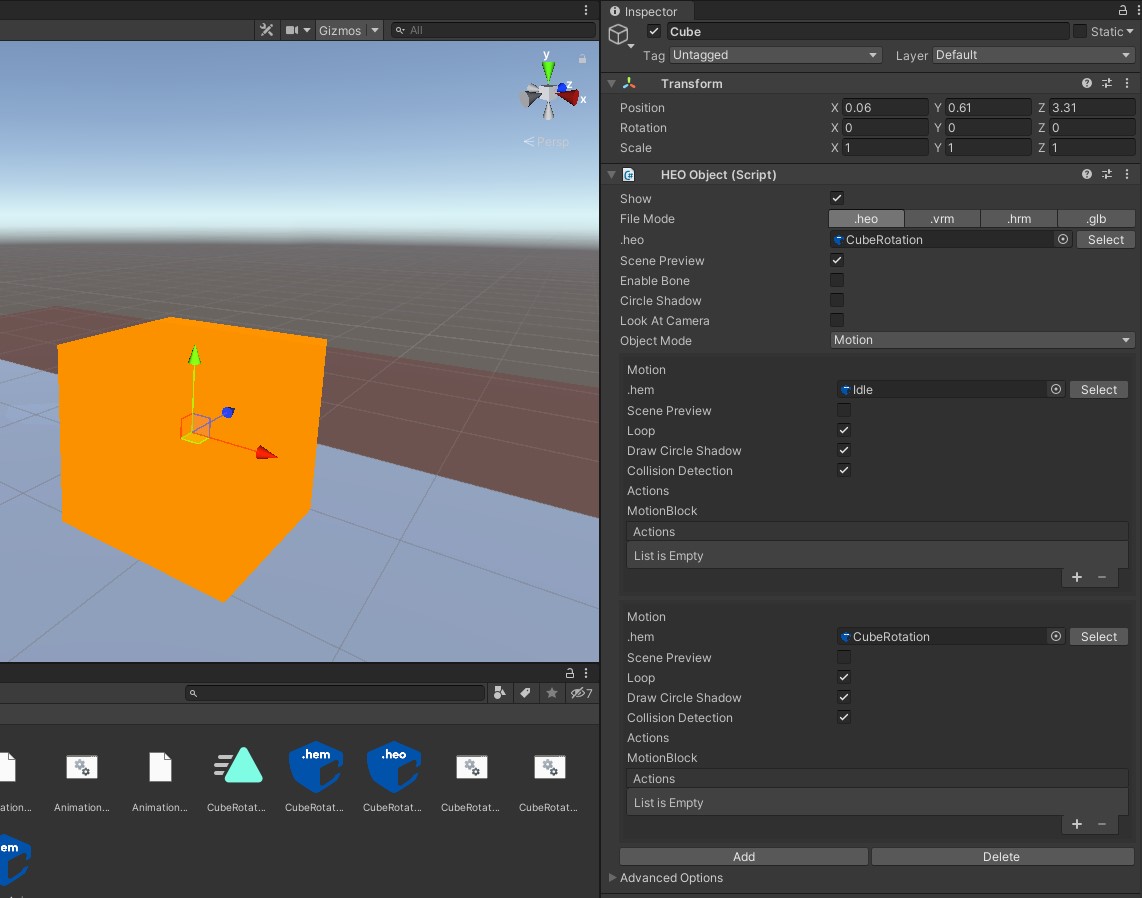 Gizmos
All
y
z
x
Persp
7
ation...
Animation...
Animation...
.hem
CubeRotat...
CubeRotat...
.heo
CubeRotat...
CubeRotat...
CubeRotat...
em
Inspector
Cube
Static
Tag Untagged Layer Default
Transform
Position X 0.06 Y 0.61 Z 3.31
Rotation X 0 Y 0 Z 0
Scale X 1 Y 1 Z 1
HEO Object (Script)
Show
File Mode .heo .vrm .hrm .glb
.heo CubeRotation Select
Scene Preview
Enable Bone
Circle Shadow
Look At Camera
Object Mode Motion
Motion
.hem Idle Select
Scene Preview
Loop
Draw Circle Shadow
Collision Detection
Actions
MotionBlock
Actions
List is Empty
+ −
Motion
.hem CubeRotation Select
Scene Preview
Loop
Draw Circle Shadow
Collision Detection
Actions
MotionBlock
Actions
List is Empty
+ −
Add Delete
Advanced Options